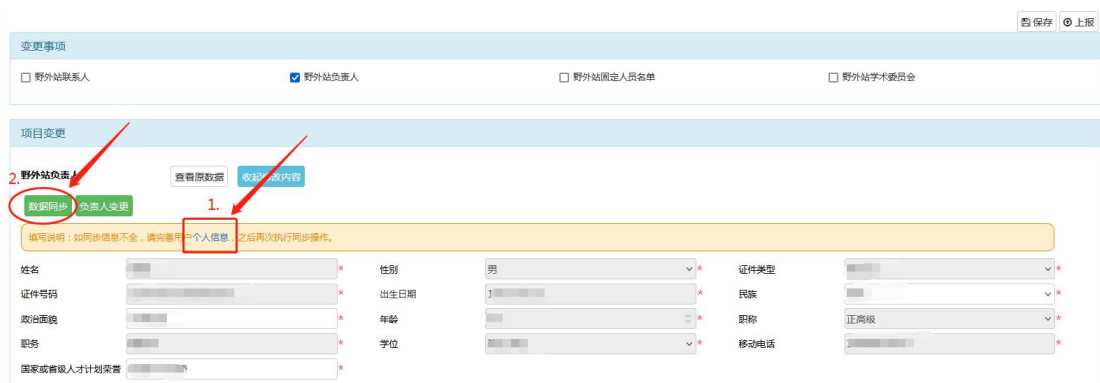 保存 上报
变更事项
野外站联系人 野外站负责人 野外站固定人员名单 野外站学术委员会
项目变更
2. 野外站负责人 查看原数据 收起修改内容
数据同步 负责人变更 1.
填写说明：如同步信息不全，请完善用户个人信息，之后再次执行同步操作。
姓名 * 性别 男 * 证件类型 *
证件号码 * 出生日期 * 民族 *
政治面貌 * 年龄 * 职称 正高级 *
职务 * 学位 * 移动电话 *
国家或省级人才计划荣誉 *